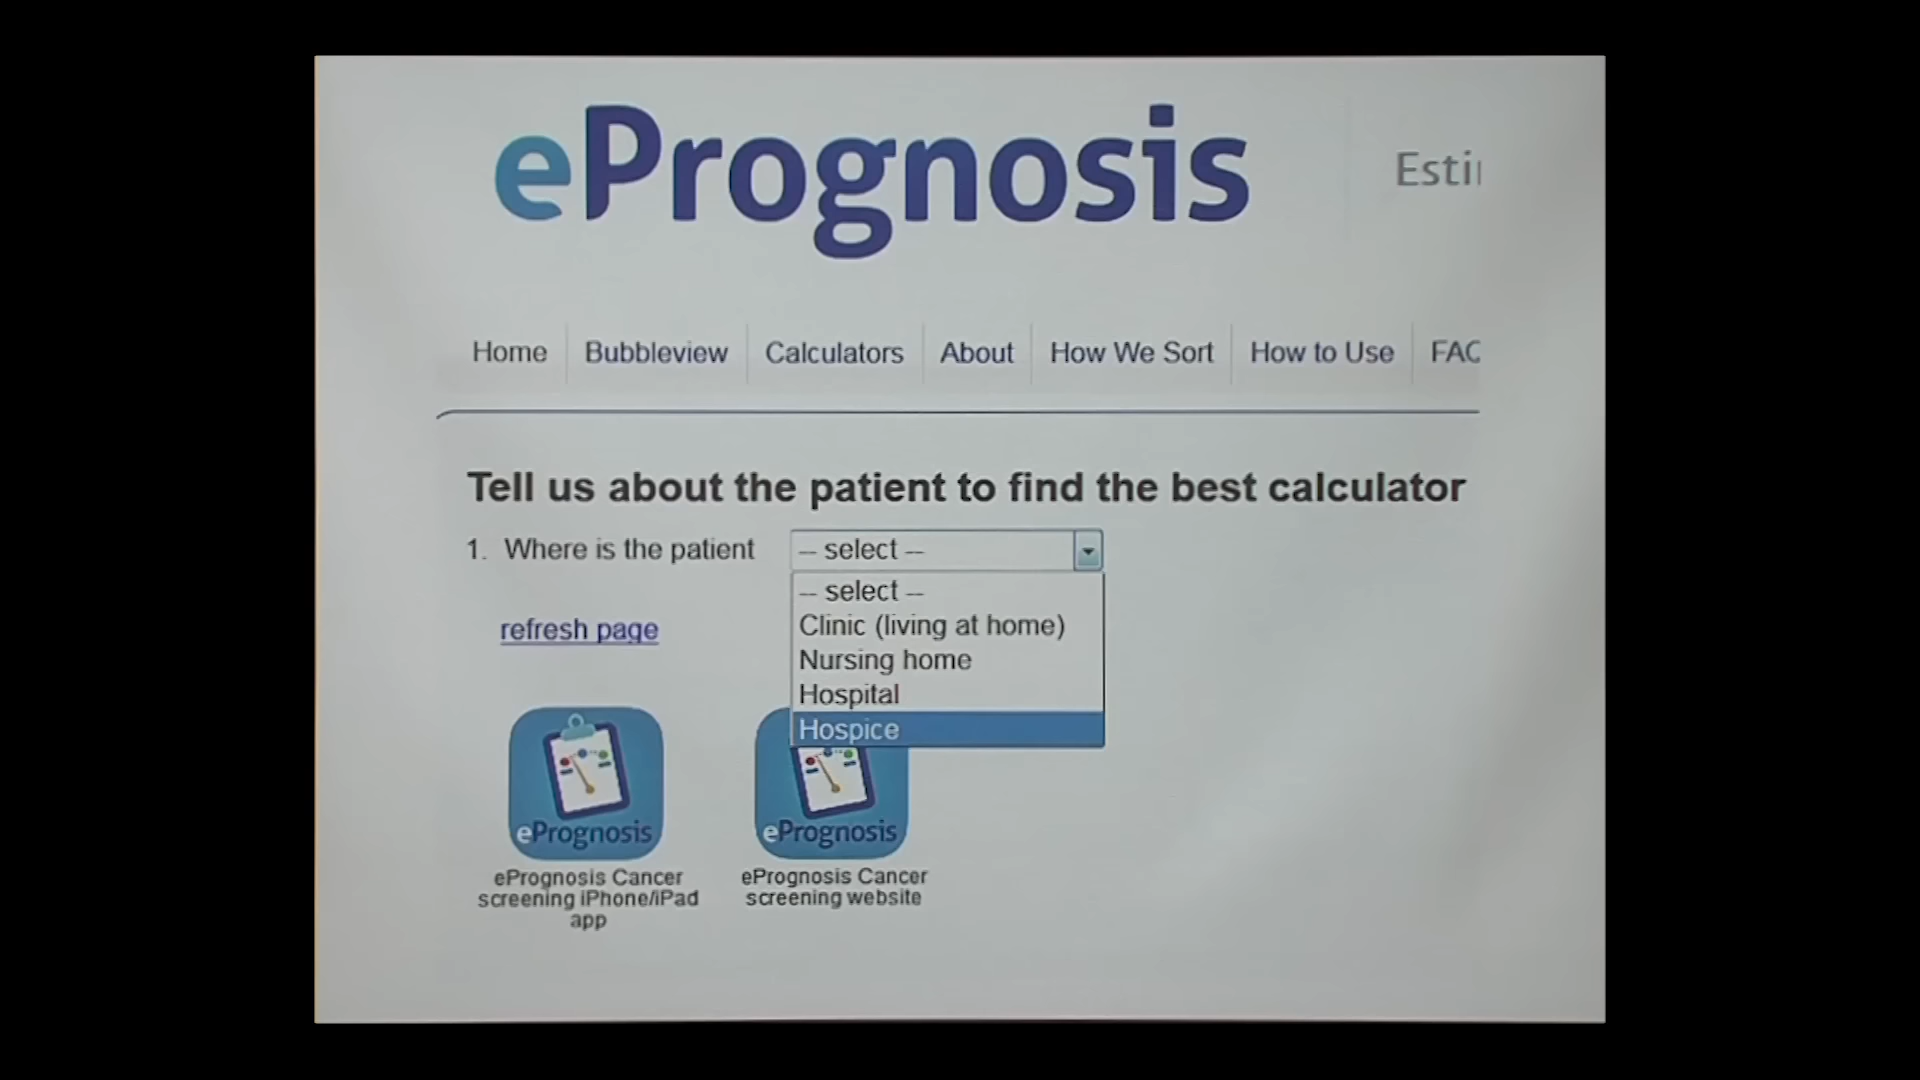 ePrognosis
Esti
Home Bubbleview Calculators About How We Sort How to Use FAQ
Tell us about the patient to find the best calculator
1. Where is the patient -- select --
-- select --
Clinic (living at home)
refresh page
Nursing home
Hospital
Hospice
ePrognosis ePrognosis
ePrognosis Cancer
screening iPhone/iPad
app
ePrognosis Cancer
screening website